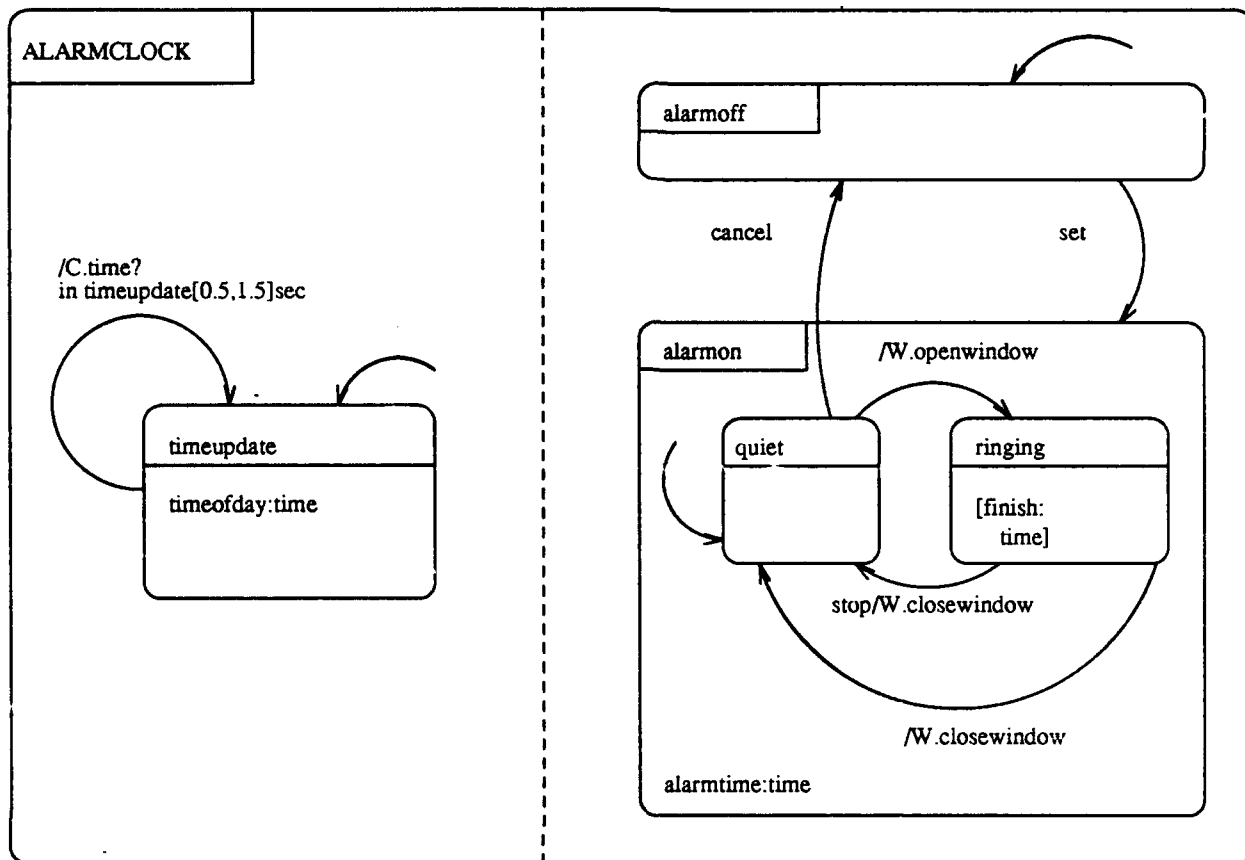 ALARMCLOCK
/C.time?
in timeupdate[0.5,1.5]sec
timeupdate
timeofday:time
alarmoff
cancel
set
alarmon
/W.openwindow
quiet
ringing
[finish:
time]
stop/W.closewindow
/W.closewindow
alarmtime:time